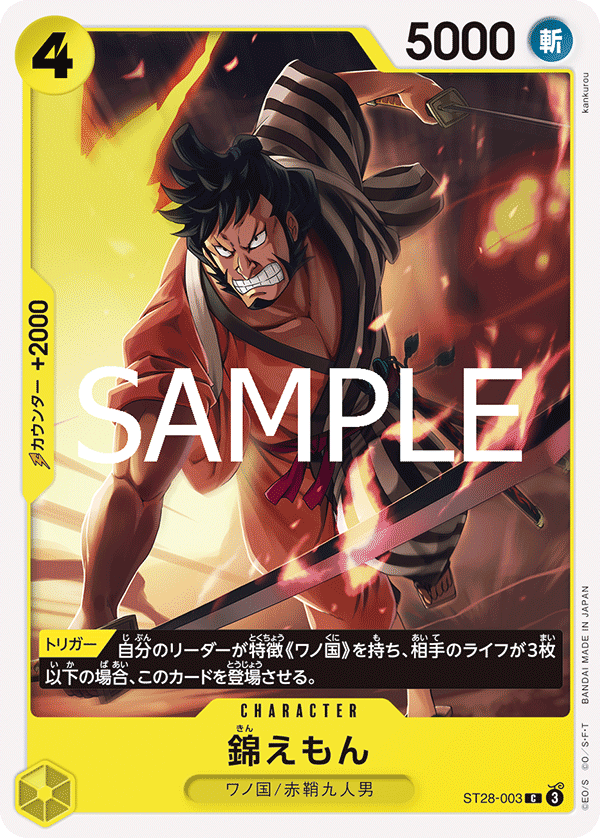 4
5000
斬
kankurou
カウンター +2000
SAMPLE
トリガー 自分のリーダーが特徴《ワノ国》を持ち、相手のライフが3枚
以下の場合、このカードを登場させる。
CHARACTER
錦えもん
ワノ国/赤鞘九人男
ST28-003 C 3
©E.O/S ©O/S・F・T BANDAI MADE IN JAPAN